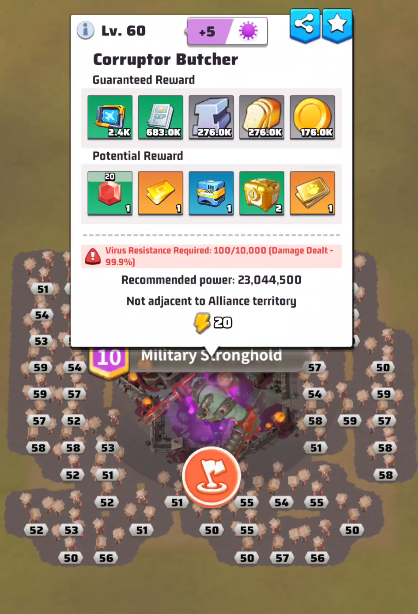 Lv. 60
+5
Corruptor Butcher
Guaranteed Reward
2.4K
683.0K
276.0K
276.0K
176.0K
Potential Reward
20
1
1
1
2
1
Virus Resistance Required: 100/10,000 (Damage Dealt -
99.9%)
Recommended power: 23,044,500
Not adjacent to Alliance territory
20
10 Military Stronghold
51
54
53
59 54 57 50
59 57 54 59
57 52 58 59 57
58 58 53 51 58
52 51 58
52 51 55 54 55
52 53 51 50 55 50
50 56 50 57 56